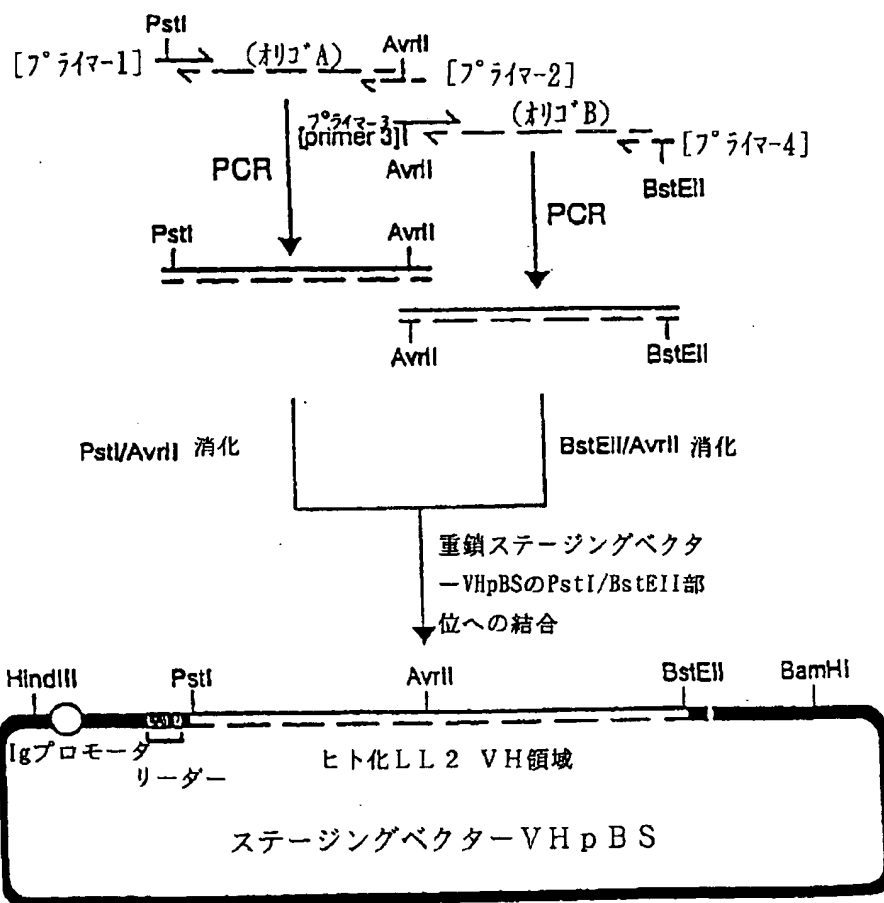 PstI
[プライマ-1]
(オリゴA)
AvrII
[プライマ-2]
プライマ-3
{primer 3]
(オリゴB)
[プライマ-4]
AvrII
BstEII
PCR
PCR
PstI
AvrII
AvrII
BstEII
PstI/AvrII 消化
BstEII/AvrII 消化
重鎖ステージングベクタ
ーVHpBSのPstI/BstEII部
位への結合
HindIII
PstI
AvrII
BstEII
BamHI
Igプロモータ
リーダー
ヒト化LL2 VH領域
ステージングベクターVHpBS